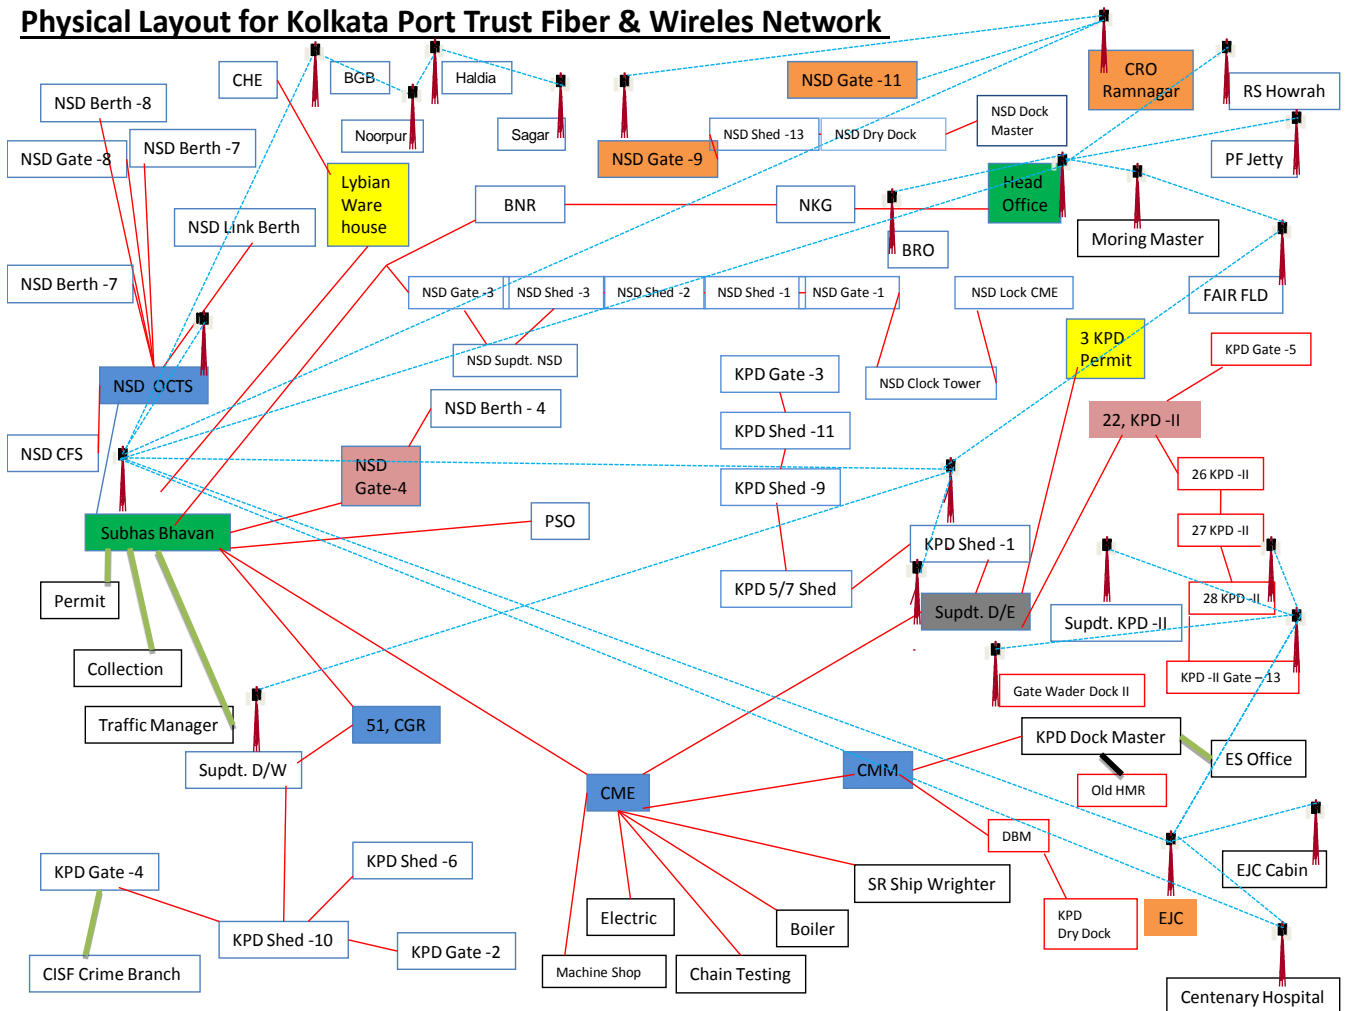 Physical Layout for Kolkata Port Trust Fiber & Wireles Network
CHE
BGB
Haldia
NSD Gate -11
CRO
Ramnagar
RS Howrah
NSD Berth-8
Noorpur
Sagar
NSD Shed -13
NSD Dry Dock
NSD Dock
Master
NSD Gate -8
NSD Berth -7
NSD Gate -9
PF Jetty
Lybian
Ware
house
BNR
NKG
Head
Office
NSD Link Berth
BRO
Moring Master
NSD Berth -7
NSD Gate -3
NSD Shed -3
NSD Shed -2
NSD Shed -1
NSD Gate -1
NSD Lock CME
FAIR FLD
NSD Supdt. NSD
3 KPD
Permit
KPD Gate -5
NSD OCTS
KPD Gate -3
NSD Clock Tower
NSD Berth - 4
22, KPD -II
NSD CFS
KPD Shed -11
NSD
Gate-4
KPD Shed -9
26 KPD -II
Subhas Bhavan
PSO
KPD Shed -1
27 KPD -II
Permit
KPD 5/7 Shed
Supdt. D/E
28 KPD -II
Supdt. KPD -II
Collection
Gate Wader Dock II
KPD -II Gate – 13
Traffic Manager
51, CGR
KPD Dock Master
Supdt. D/W
CMM
ES Office
CME
Old HMR
DBM
KPD Gate -4
KPD Shed -6
SR Ship Wrighter
EJC Cabin
Electric
Boiler
KPD
Dry Dock
EJC
KPD Shed -10
KPD Gate -2
CISF Crime Branch
Machine Shop
Chain Testing
Centenary Hospital